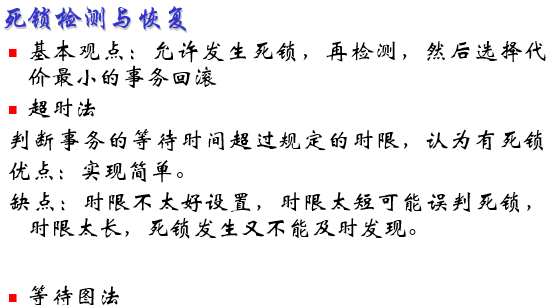 死锁检测与恢复
基本观点：允许发生死锁，再检测，然后选择代
价最小的事务回滚
超时法
判断事务的等待时间超过规定的时限，认为有死锁
优点：实现简单。
缺点：时限不太好设置，时限太短可能误判死锁，
时限太长，死锁发生又不能及时发现。
等待图法